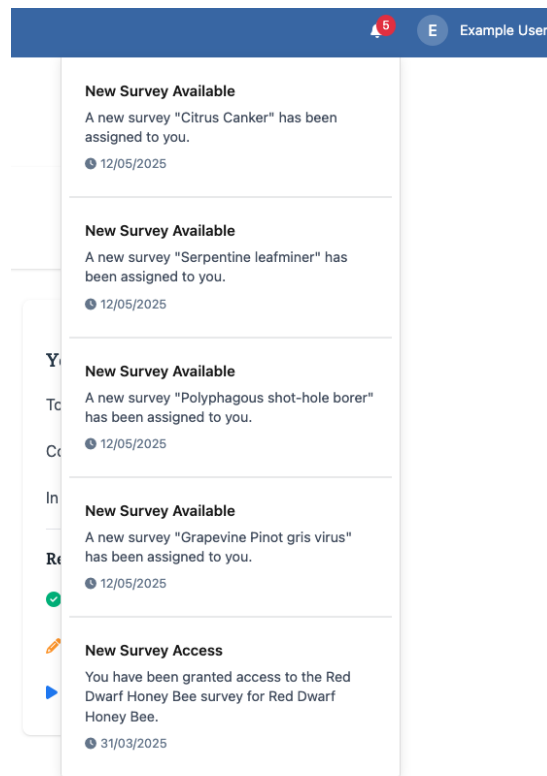 5
E Example User
New Survey Available
A new survey "Citrus Canker" has been
assigned to you.
12/05/2025
New Survey Available
A new survey "Serpentine leafminer" has
been assigned to you.
12/05/2025
New Survey Available
A new survey "Polyphagous shot-hole borer"
has been assigned to you.
12/05/2025
New Survey Available
A new survey "Grapevine Pinot gris virus"
has been assigned to you.
12/05/2025
New Survey Access
You have been granted access to the Red
Dwarf Honey Bee survey for Red Dwarf
Honey Bee.
31/03/2025
In